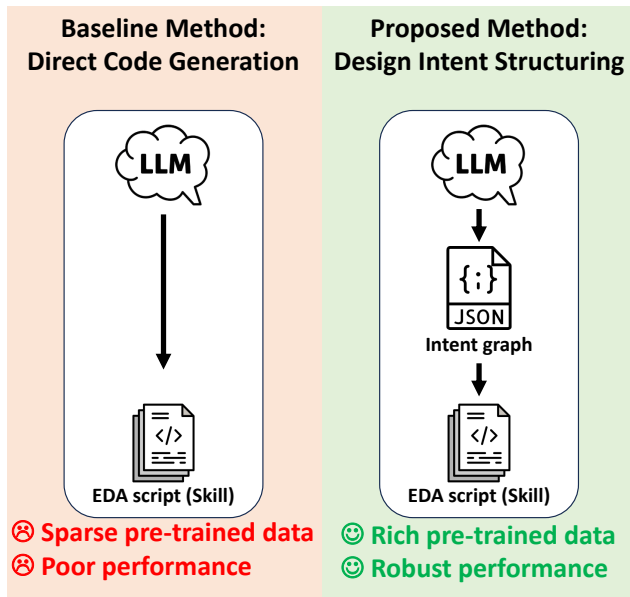 Baseline Method:
Direct Code Generation
LLM
</>
EDA script (Skill)
Sparse pre-trained data
Poor performance
Proposed Method:
Design Intent Structuring
LLM
{;}
JSON
Intent graph
</>
EDA script (Skill)
Rich pre-trained data
Robust performance